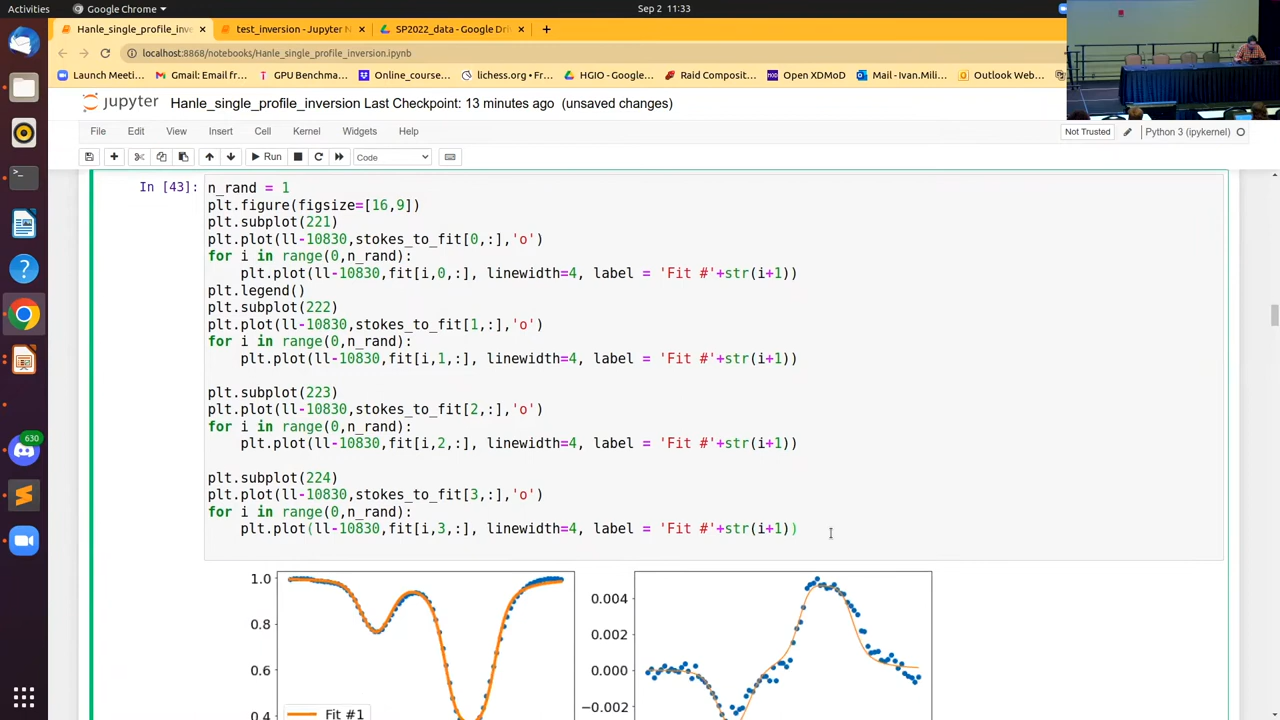 Activities
Google Chrome
Sep 2 11:33
Hanle_single_profile_inv
test_inversion - Jupyter N
SP2022_data - Google Dri
localhost:8868/notebooks/Hanle_single_profile_inversion.ipynb
Launch Meeti...
Gmail: Email fr...
GPU Benchma...
Online_course...
lichess.org • Fr...
HGIO - Google...
Raid Composit...
Open XDMoD
Mail - Ivan.Mili...
Outlook Web...
jupyter
Hanle_single_profile_inversion Last Checkpoint: 13 minutes ago (unsaved changes)
File Edit View Insert Cell Kernel Widgets Help
Not Trusted
Python 3 (ipykernel)
Run
Code
In [43]:
n_rand = 1
plt.figure(figsize=[16,9])
plt.subplot(221)
plt.plot(ll-10830,stokes_to_fit[0,:],'o')
for i in range(0,n_rand):
    plt.plot(ll-10830,fit[i,0,:], linewidth=4, label = 'Fit #'+str(i+1))
plt.legend()
plt.subplot(222)
plt.plot(ll-10830,stokes_to_fit[1,:],'o')
for i in range(0,n_rand):
    plt.plot(ll-10830,fit[i,1,:], linewidth=4, label = 'Fit #'+str(i+1))
plt.subplot(223)
plt.plot(ll-10830,stokes_to_fit[2,:],'o')
for i in range(0,n_rand):
    plt.plot(ll-10830,fit[i,2,:], linewidth=4, label = 'Fit #'+str(i+1))
plt.subplot(224)
plt.plot(ll-10830,stokes_to_fit[3,:],'o')
for i in range(0,n_rand):
    plt.plot(ll-10830,fit[i,3,:], linewidth=4, label = 'Fit #'+str(i+1))
1.0
0.8
0.6
0.4
Fit #1
0.004
0.002
0.000
−0.002
630